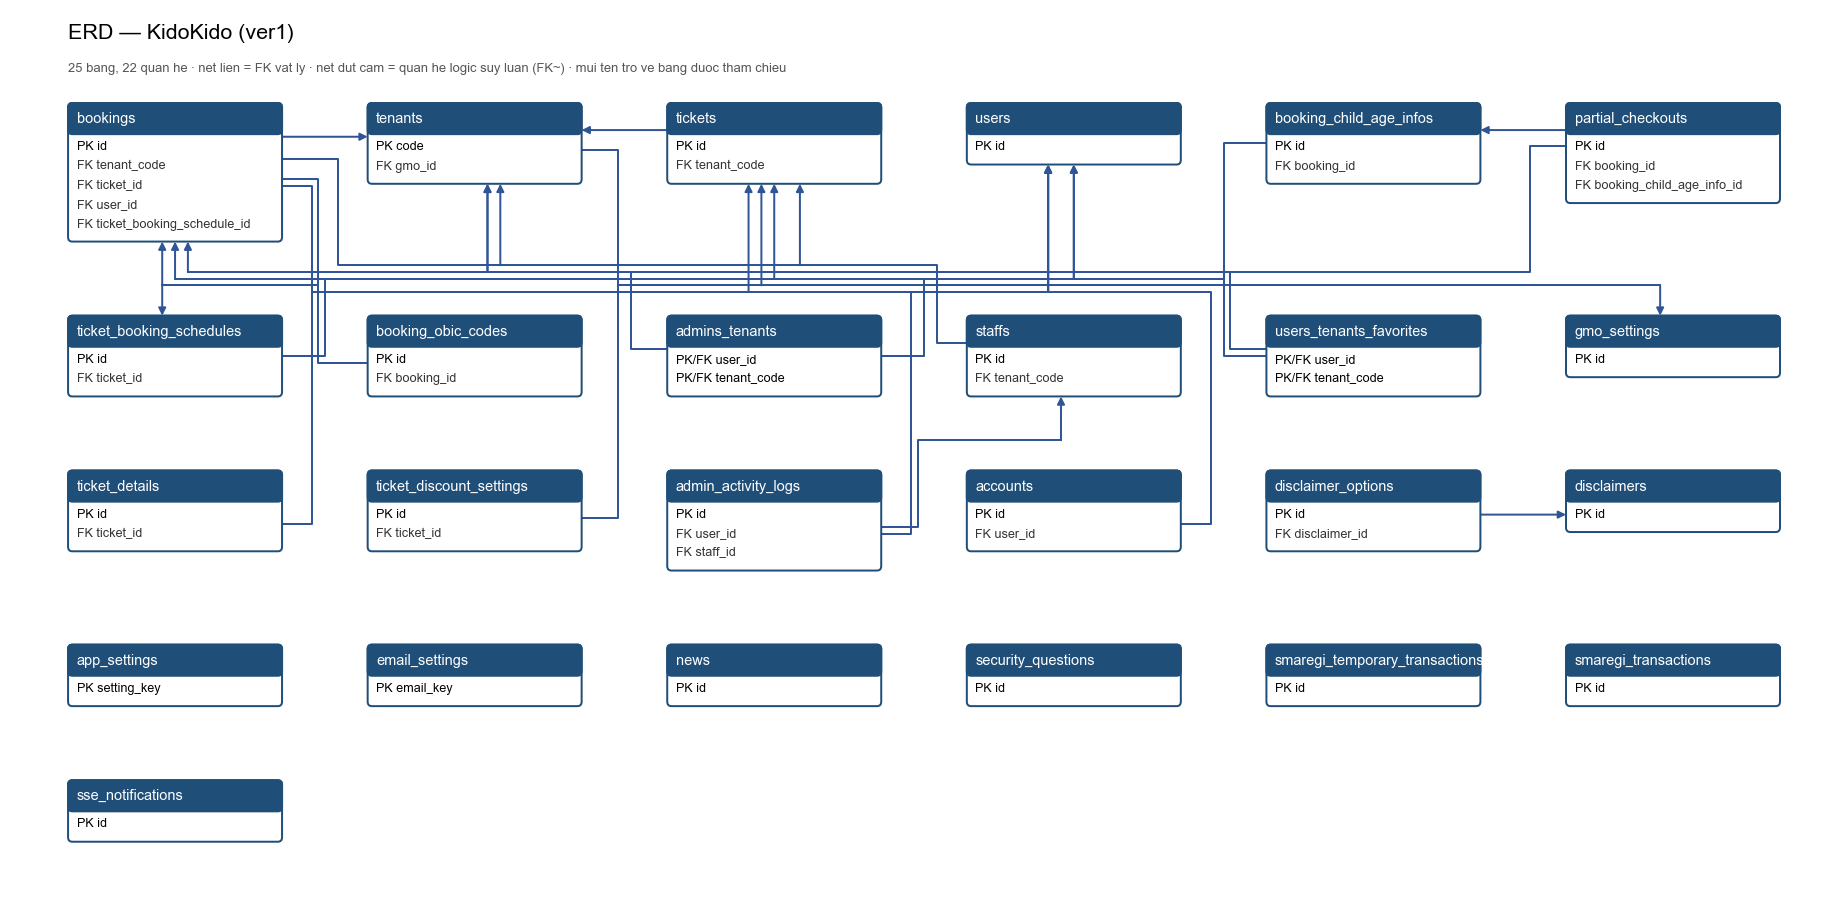 ERD — KidoKido (ver1)
25 bang, 22 quan he · net lien = FK vat ly · net dut cam = quan he logic suy luan (FK~) · mui ten tro ve bang duoc tham chieu
bookings
PK id
FK tenant_code
FK ticket_id
FK user_id
FK ticket_booking_schedule_id
tenants
PK code
FK gmo_id
tickets
PK id
FK tenant_code
users
PK id
booking_child_age_infos
PK id
FK booking_id
partial_checkouts
PK id
FK booking_id
FK booking_child_age_info_id
ticket_booking_schedules
PK id
FK ticket_id
booking_obic_codes
PK id
FK booking_id
admins_tenants
PK/FK user_id
PK/FK tenant_code
staffs
PK id
FK tenant_code
users_tenants_favorites
PK/FK user_id
PK/FK tenant_code
gmo_settings
PK id
ticket_details
PK id
FK ticket_id
ticket_discount_settings
PK id
FK ticket_id
admin_activity_logs
PK id
FK user_id
FK staff_id
accounts
PK id
FK user_id
disclaimer_options
PK id
FK disclaimer_id
disclaimers
PK id
app_settings
PK setting_key
email_settings
PK email_key
news
PK id
security_questions
PK id
smaregi_temporary_transactions
PK id
smaregi_transactions
PK id
sse_notifications
PK id